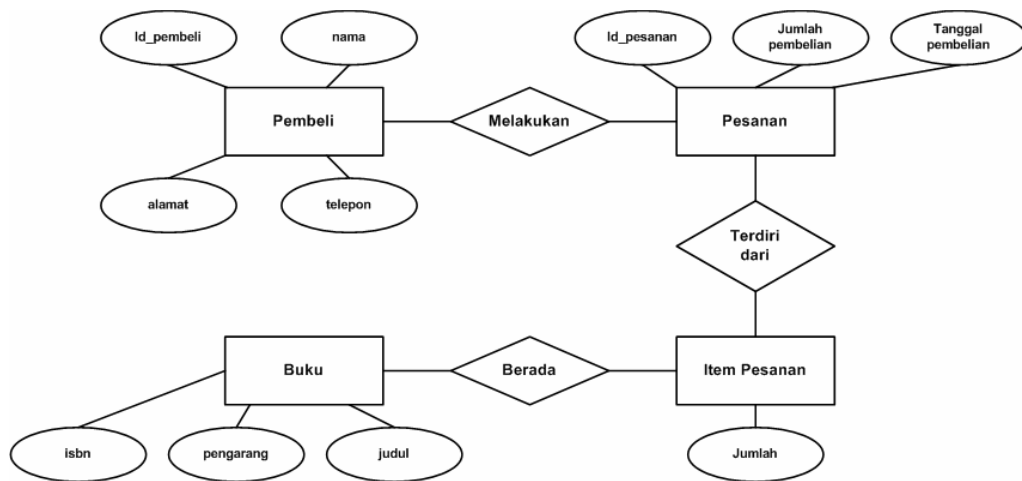 Id_pembeli
nama
Id_pesanan
Jumlah
pembelian
Tanggal
pembelian
Pembeli
Melakukan
Pesanan
alamat
telepon
Terdiri
dari
Buku
Berada
Item Pesanan
isbn
pengarang
judul
Jumlah